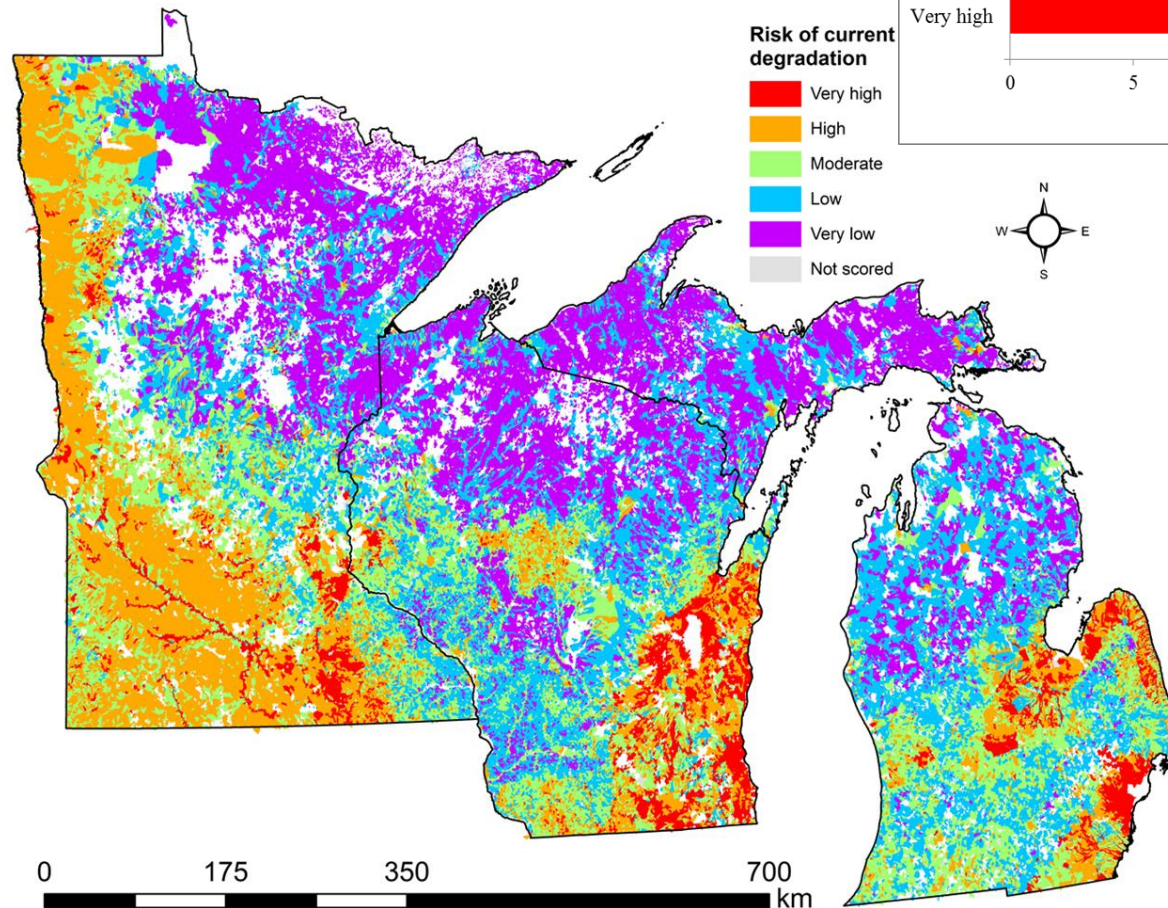 Very high
0 5
Risk of current
degradation
Very high
High
Moderate
Low
Very low
Not scored
N
W E
S
0 175 350 700
km